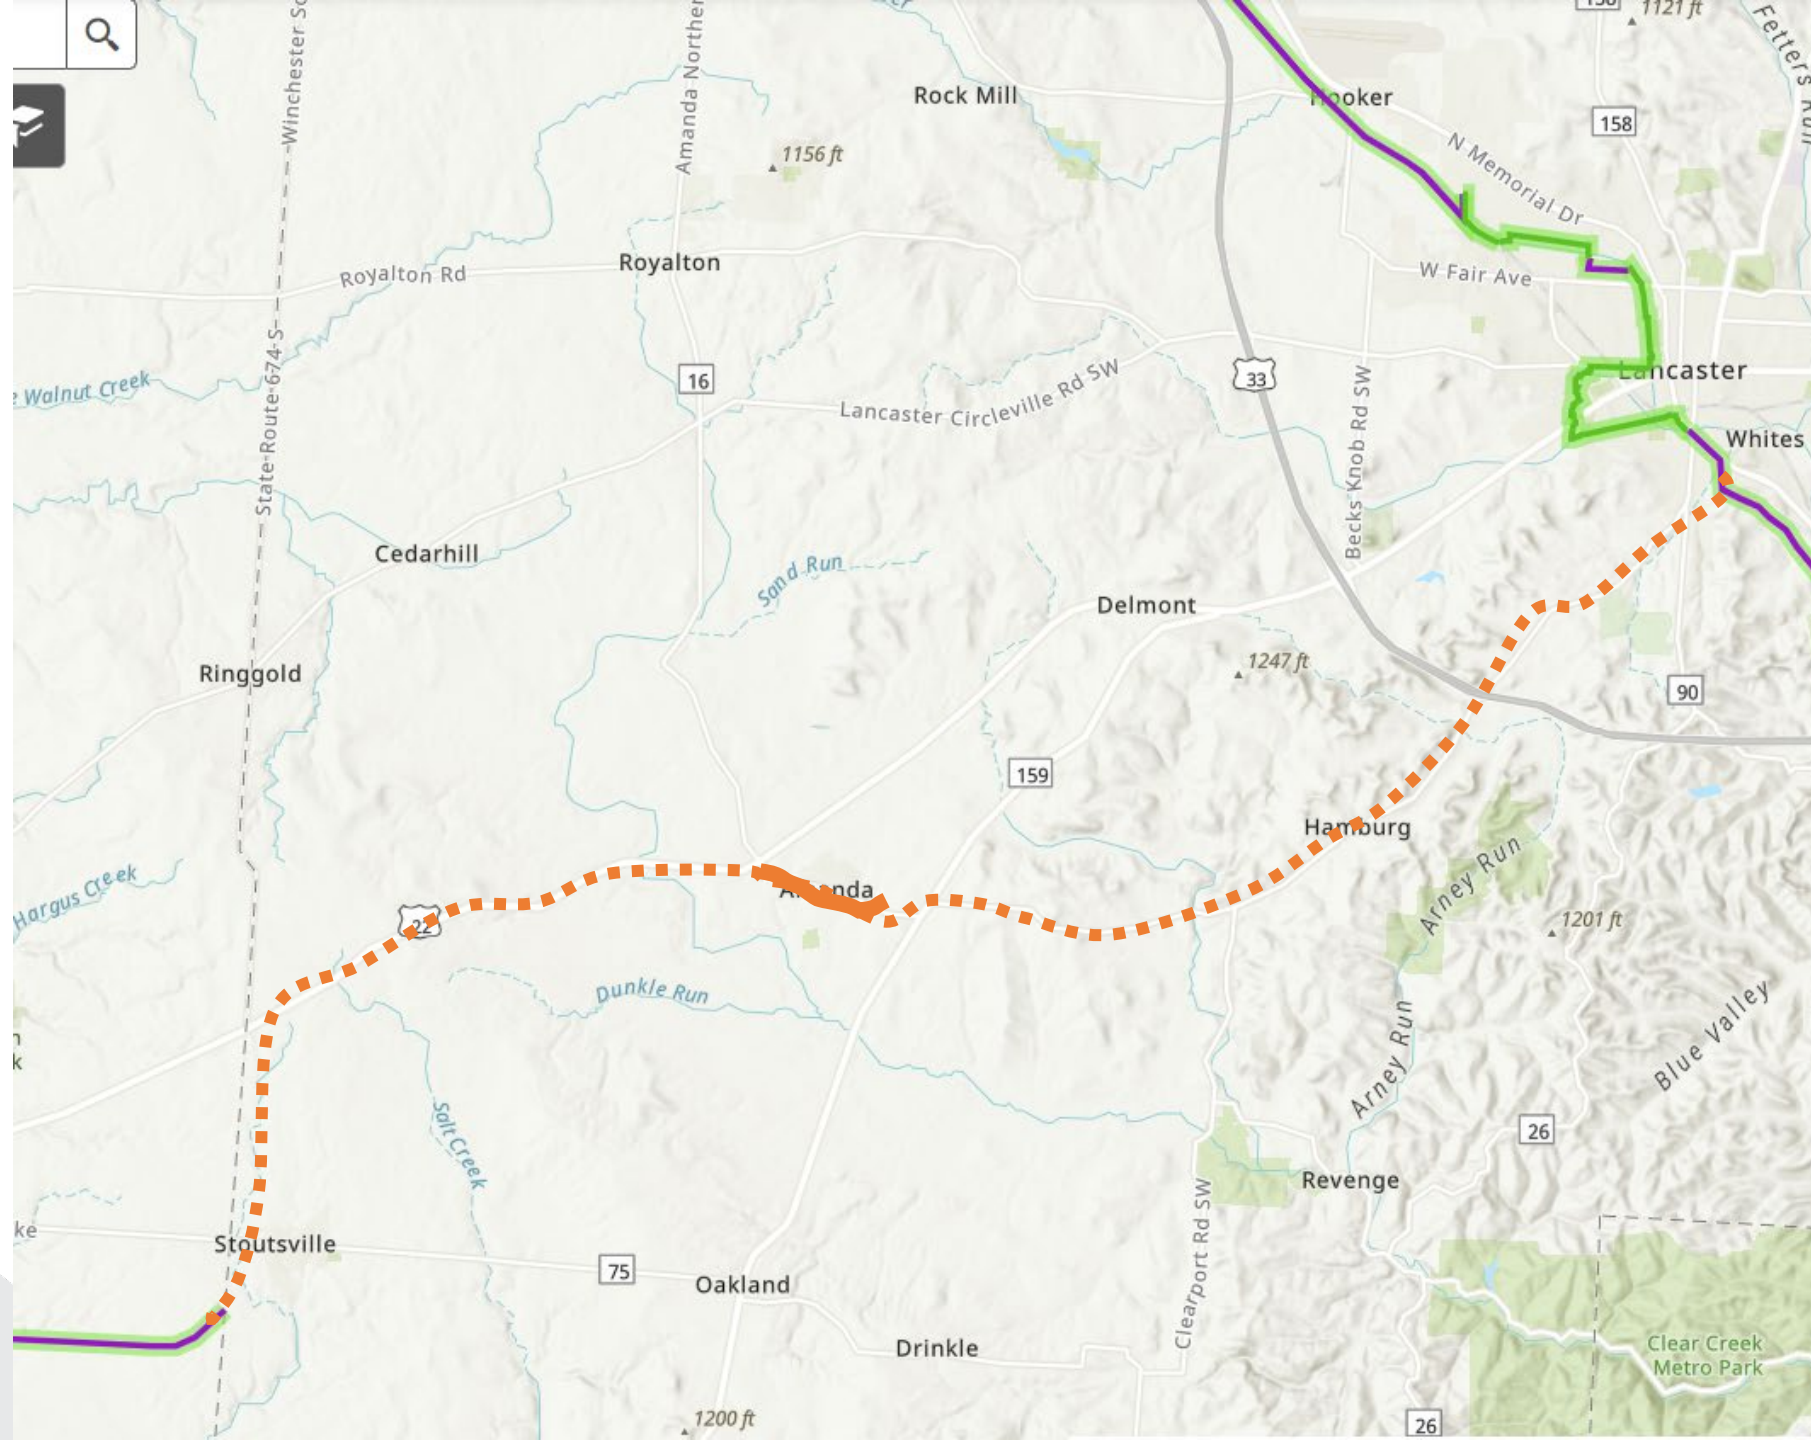 1121 ft
Fetters Run
Winchester So
Amanda Norther
Rock Mill
Hooker
158
N Memorial Dr
1156 ft
Royalton
Royalton Rd
W Fair Ave
State Route 674 S
e Walnut Creek
16
33
Lancaster
Lancaster Circleville Rd SW
Becks Knob Rd SW
Whites
Cedarhill
Sand Run
Delmont
Ringgold
1247 ft
90
159
Hamburg
Arney Run
Hargus Creek
22
Amanda
1201 ft
Dunkle Run
n
k
Blue Valley
Arney Run
Salt Creek
26
Revenge
Clearport Rd SW
ke
Stoutsville
75
Oakland
Drinkle
Clear Creek
Metro Park
1200 ft
26